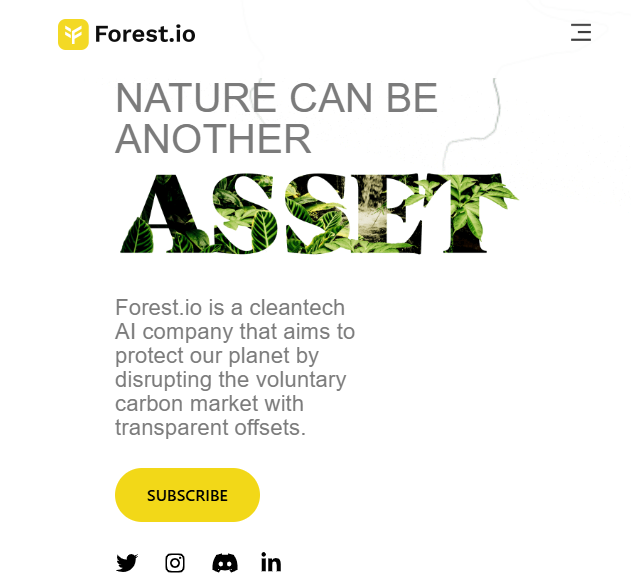 Forest.io
NATURE CAN BE
ANOTHER
ASSET
Forest.io is a cleantech
AI company that aims to
protect our planet by
disrupting the voluntary
carbon market with
transparent offsets.
SUBSCRIBE
in